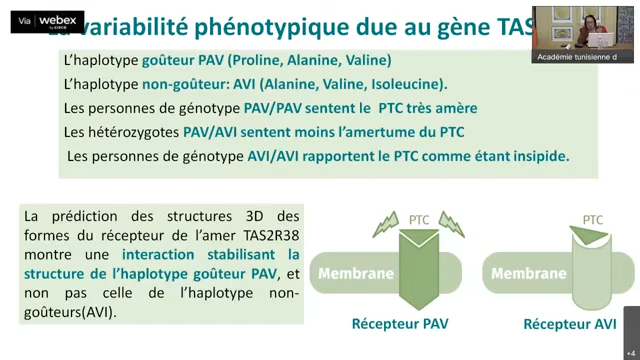 Via webex
by CISCO
La variabilité phénotypique due au gène TAS
Académie tunisienne d
L’haplotype goûteur PAV (Proline, Alanine, Valine)
L’haplotype non-goûteur: AVI (Alanine, Valine, Isoleucine).
Les personnes de génotype PAV/PAV sentent le PTC très amère
Les hétérozygotes PAV/AVI sentent moins l’amertume du PTC
Les personnes de génotype AVI/AVI rapportent le PTC comme étant insipide.
La prédiction des structures 3D des
formes du récepteur de l’amer TAS2R38
montre une interaction stabilisant la
structure de l’haplotype goûteur PAV, et
non pas celle de l’haplotype non-
goûteurs(AVI).
PTC
Membrane
Récepteur PAV
PTC
Membrane
Récepteur AVI
+4